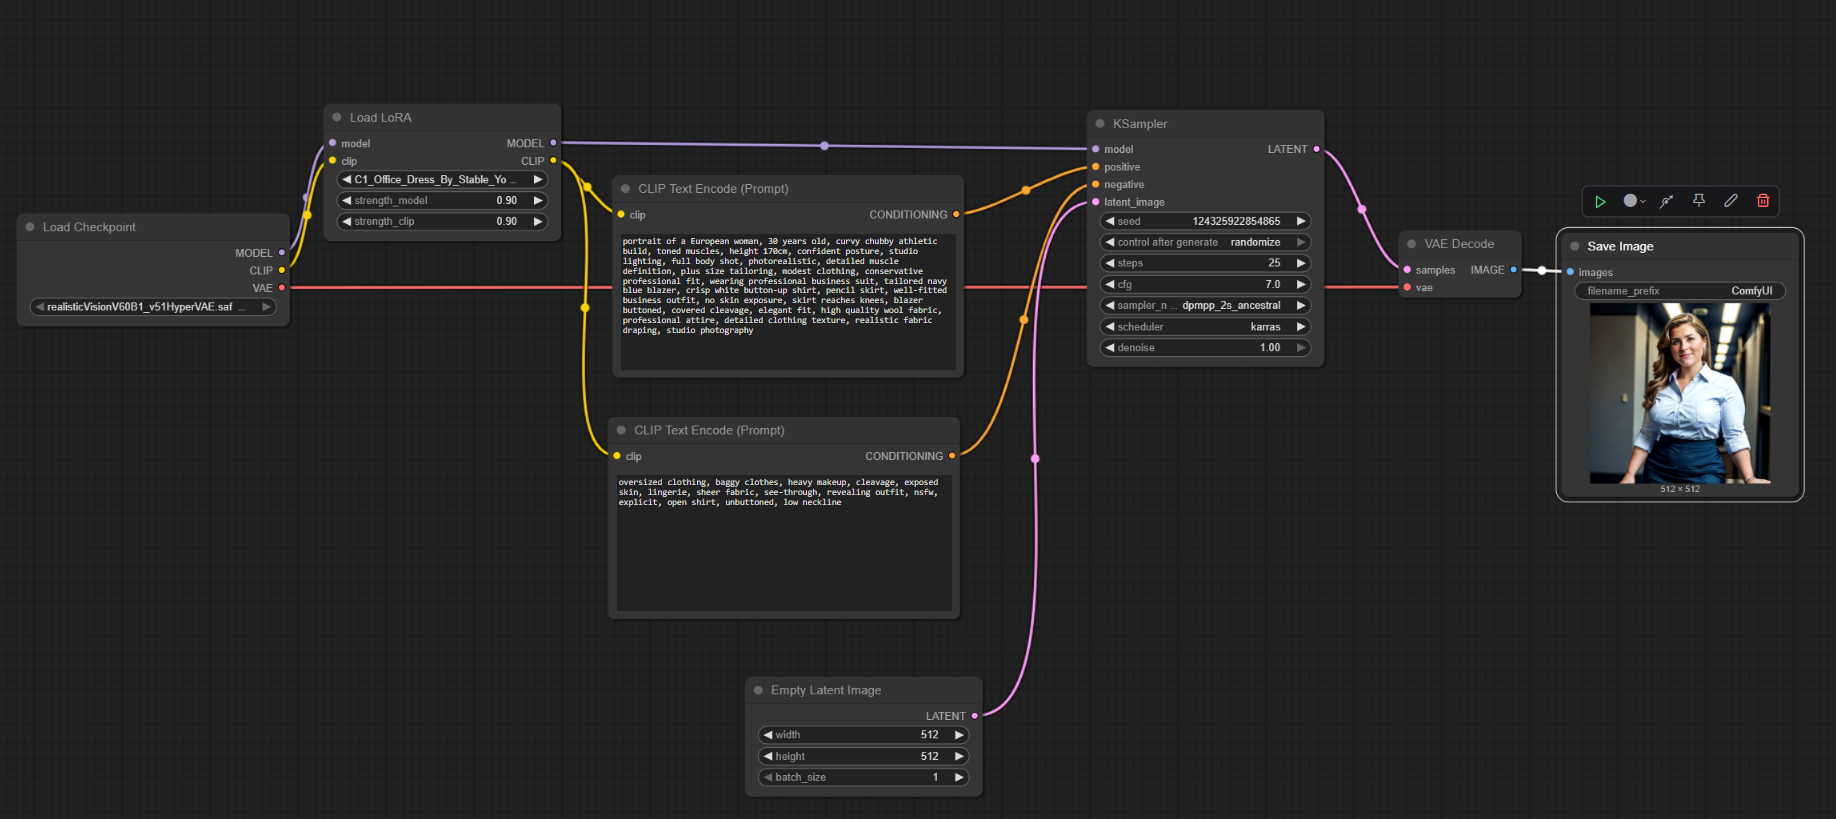 Load Checkpoint
MODEL
CLIP
VAE
realisticVisionV60B1_v51HyperVAE.saf ...
Load LoRA
model
MODEL
clip
CLIP
C1_Office_Dress_By_Stable_Yo ...
strength_model 0.90
strength_clip 0.90
CLIP Text Encode (Prompt)
clip
CONDITIONING
portrait of a European woman, 30 years old, curvy chubby athletic
build, toned muscles, height 170cm, confident posture, studio
lighting, full body shot, photorealistic, detailed muscle
definition, plus size tailoring, modest clothing, conservative
professional fit, wearing professional business suit, tailored navy
blue blazer, crisp white button-up shirt, pencil skirt, well-fitted
business outfit, no skin exposure, skirt reaches knees, blazer
buttoned, covered cleavage, elegant fit, high quality wool fabric,
professional attire, detailed clothing texture, realistic fabric
draping, studio photography
CLIP Text Encode (Prompt)
clip
CONDITIONING
oversized clothing, baggy clothes, heavy makeup, cleavage, exposed
skin, lingerie, sheer fabric, see-through, revealing outfit, nsfw,
explicit, open shirt, unbuttoned, low neckline
Empty Latent Image
LATENT
width 512
height 512
batch_size 1
KSampler
model
LATENT
positive
negative
latent_image
seed 124325922854865
control after generate randomize
steps 25
cfg 7.0
sampler_n ... dpmpp_2s_ancestral
scheduler karras
denoise 1.00
VAE Decode
samples
IMAGE
vae
Save Image
images
filename_prefix ComfyUI
512 × 512